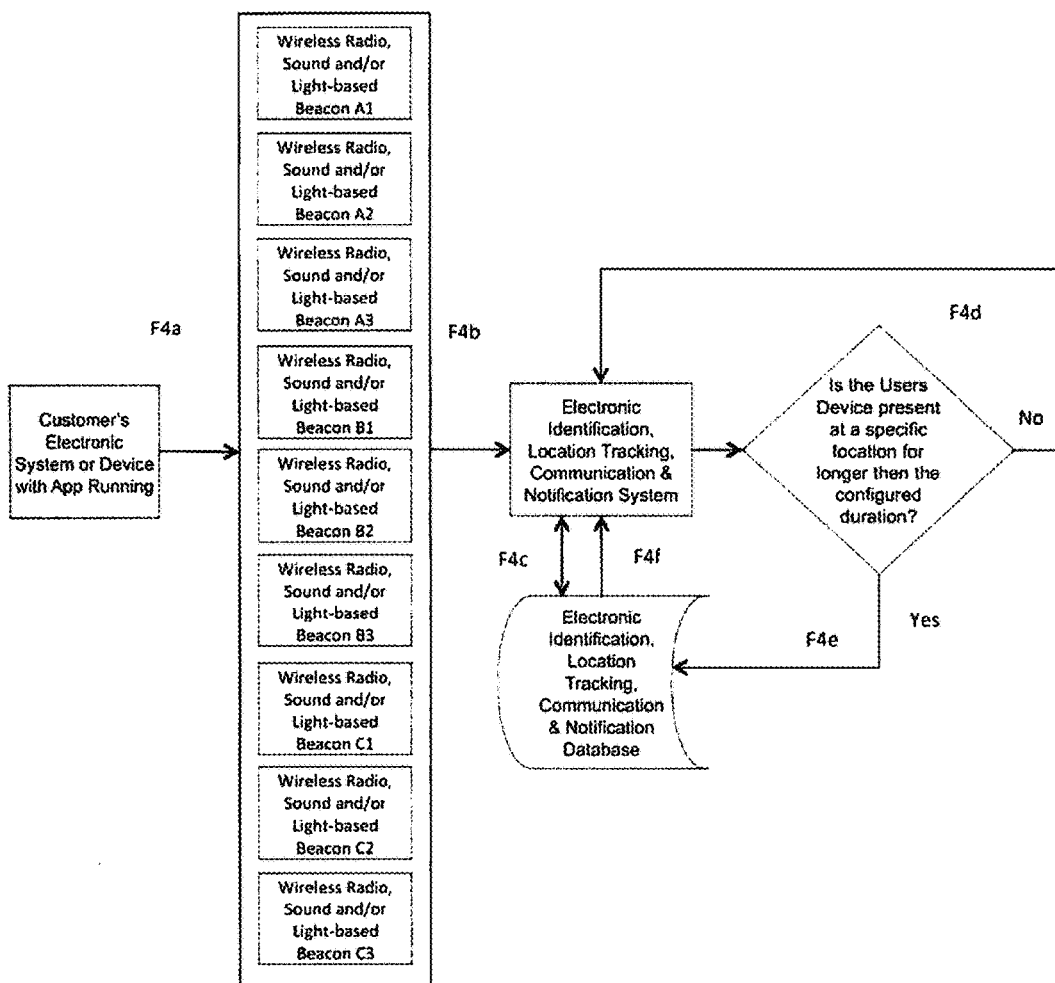 Wireless Radio,
Sound and/or
Light-based
Beacon A1
Wireless Radio,
Sound and/or
Light-based
Beacon A2
Wireless Radio,
Sound and/or
Light-based
Beacon A3
Wireless Radio,
Sound and/or
Light-based
Beacon B1
Wireless Radio,
Sound and/or
Light-based
Beacon B2
Wireless Radio,
Sound and/or
Light-based
Beacon B3
Wireless Radio,
Sound and/or
Light-based
Beacon C1
Wireless Radio,
Sound and/or
Light-based
Beacon C2
Wireless Radio,
Sound and/or
Light-based
Beacon C3
F4a
Customer's
Electronic
System or Device
with App Running
F4b
Electronic
Identification,
Location Tracking,
Communication &
Notification System
F4d
Is the Users
Device present
at a specific
location for
longer then the
configured
duration?
No
F4c
F4f
Yes
F4e
Electronic
Identification,
Location
Tracking,
Communication
& Notification
Database